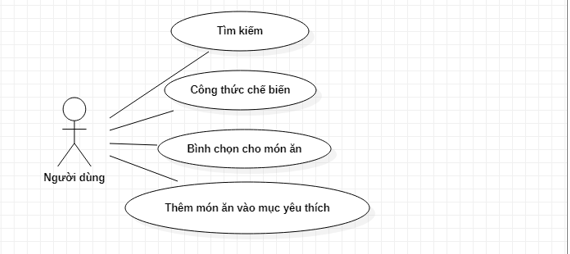 Tìm kiếm
Công thức chế biến
Bình chọn cho món ăn
Người dùng
Thêm món ăn vào mục yêu thích